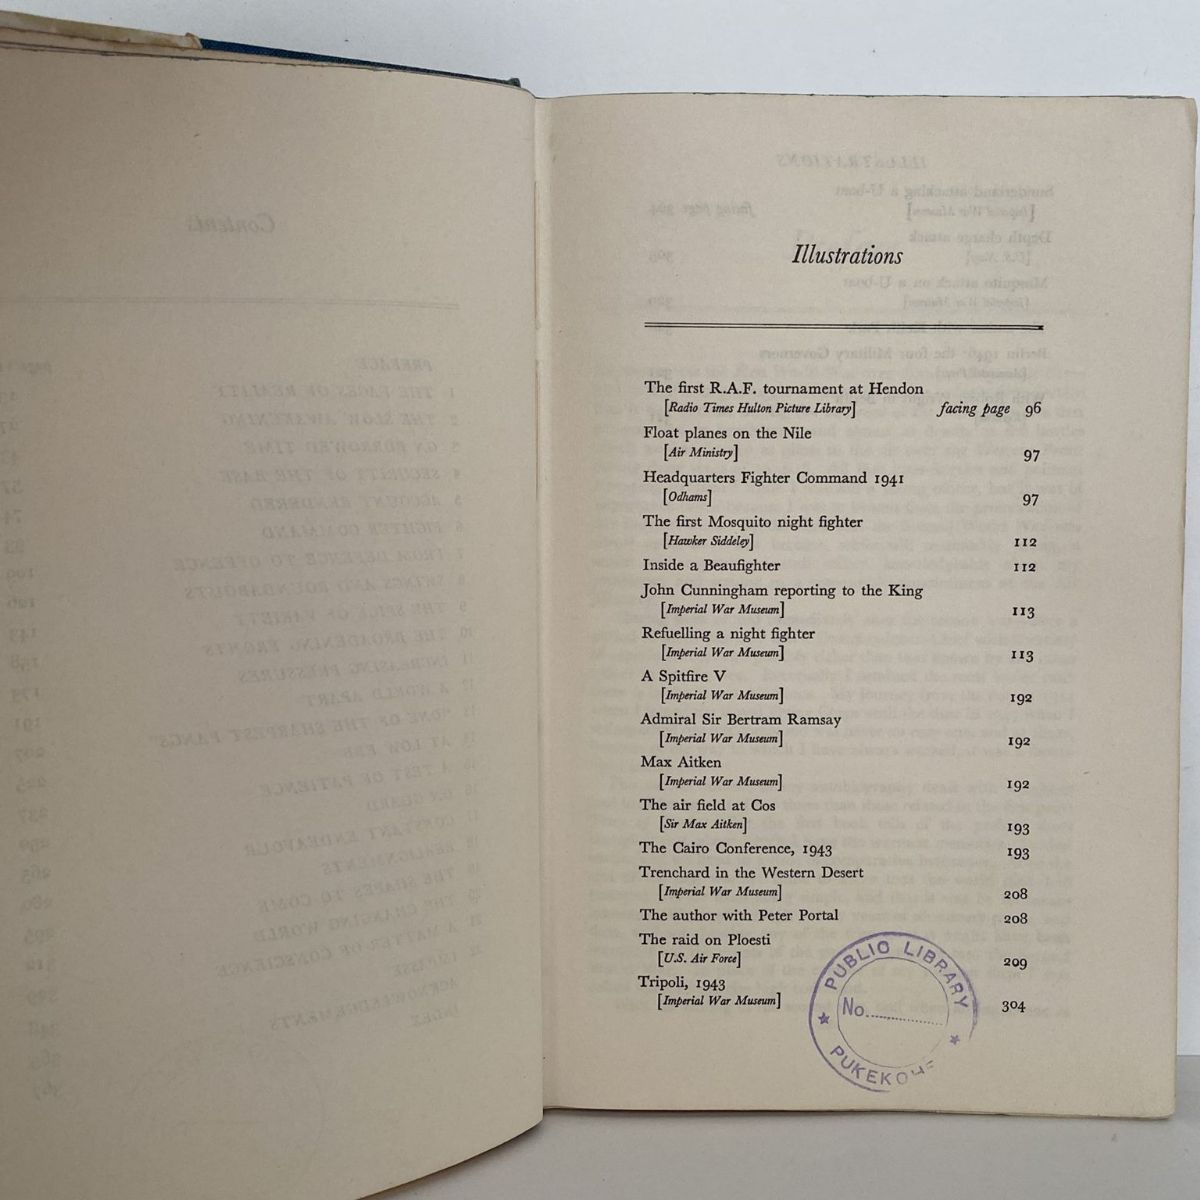 Illustrations
The first R.A.F. tournament at Hendon
[Radio Times Hulton Picture Library] facing page 96
Float planes on the Nile
[Air Ministry] 97
Headquarters Fighter Command 1941
[Odhams] 97
The first Mosquito night fighter
[Hawker Siddeley] 112
Inside a Beaufighter 112
John Cunningham reporting to the King
[Imperial War Museum] 113
Refuelling a night fighter
[Imperial War Museum] 113
A Spitfire V
[Imperial War Museum] 192
Admiral Sir Bertram Ramsay
[Imperial War Museum] 192
Max Aitken
[Imperial War Museum] 192
The air field at Cos
[Sir Max Aitken] 193
The Cairo Conference, 1943 193
Trenchard in the Western Desert
[Imperial War Museum] 208
The author with Peter Portal 208
The raid on Ploesti
[U.S. Air Force] 209
Tripoli, 1943
[Imperial War Museum] 304
PUBLIC LIBRARY
No.
PUKEKOHE